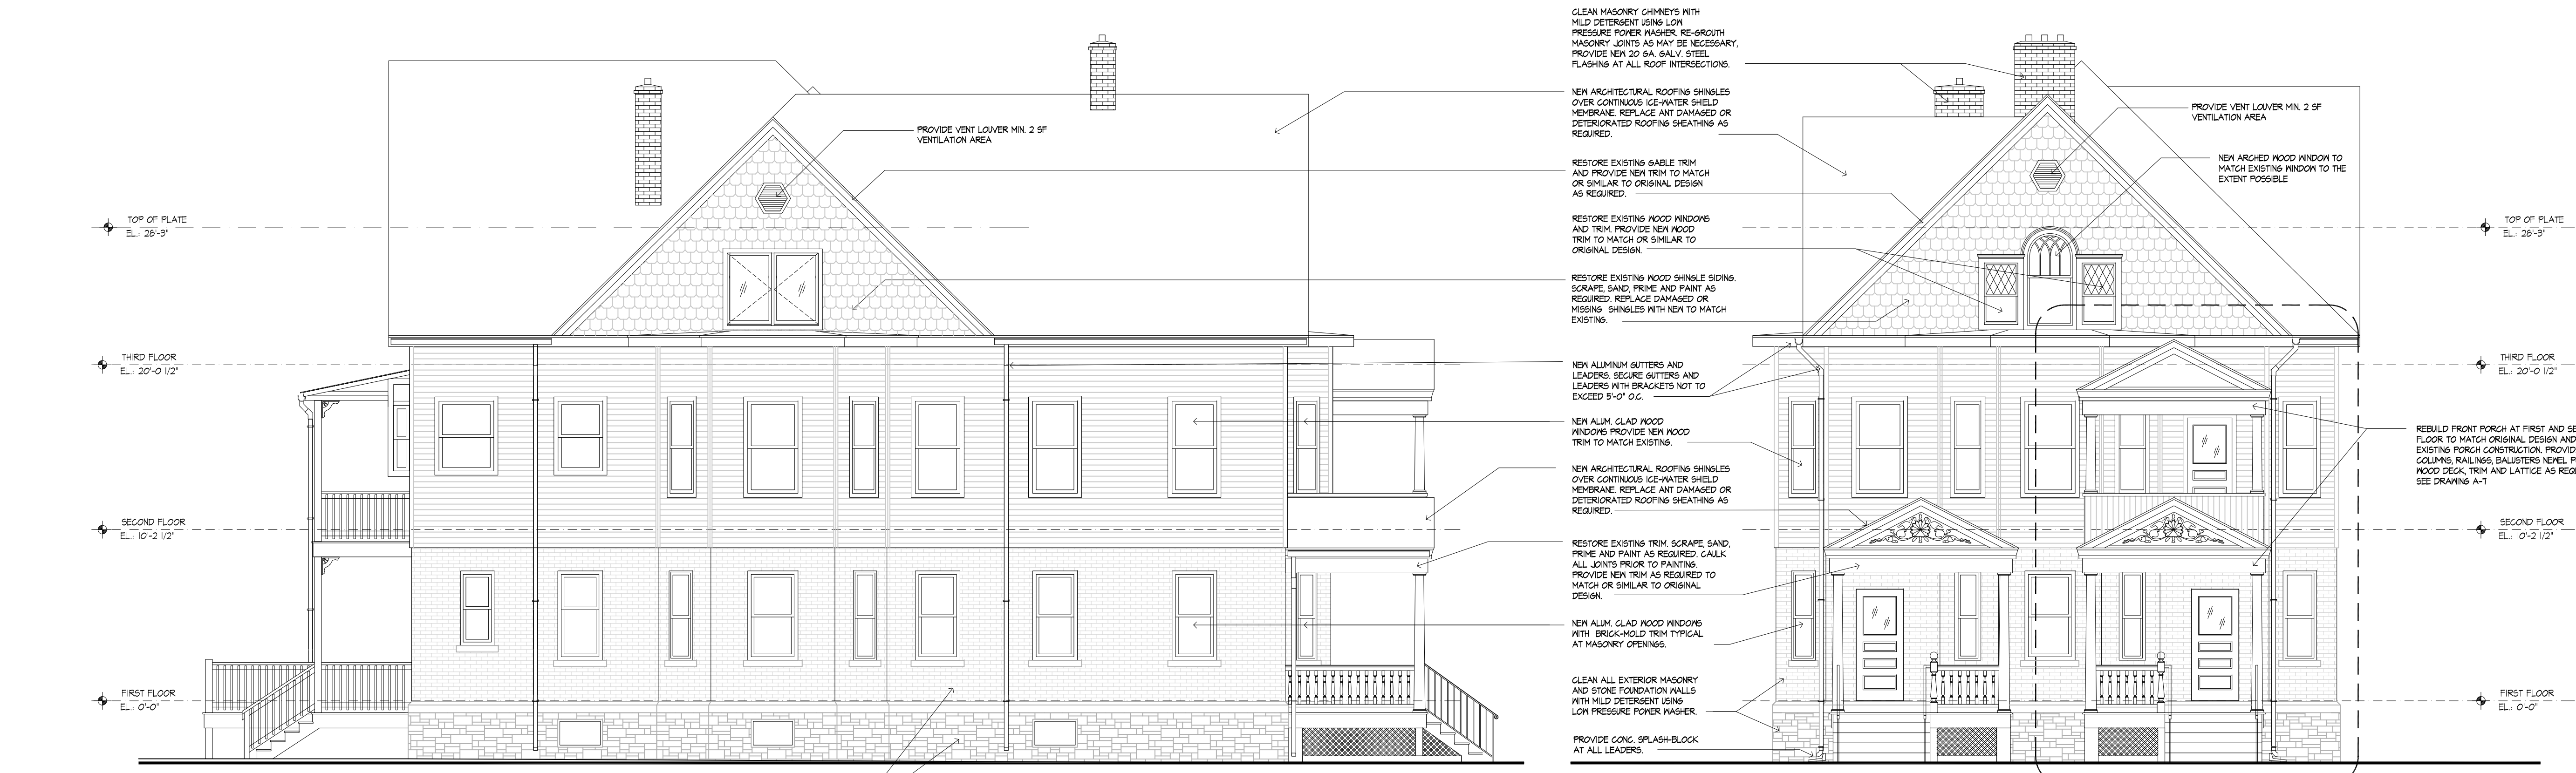 PROVIDE VENT LOUVER MIN. 2 SF
VENTILATION AREA
TOP OF PLATE
EL.: 28'-3"
THIRD FLOOR
EL.: 20'-0 1/2"
SECOND FLOOR
EL.: 10'-2 1/2"
FIRST FLOOR
EL.: 0'-0"
CLEAN MASONRY CHIMNEYS WITH
MILD DETERGENT USING LOW
PRESSURE POWER WASHER. RE-GROUTH
MASONRY JOINTS AS MAY BE NECESSARY,
PROVIDE NEW 20 GA. GALV. STEEL
FLASHING AT ALL ROOF INTERSECTIONS.
NEW ARCHITECTURAL ROOFING SHINGLES
OVER CONTINUOUS ICE-WATER SHIELD
MEMBRANE. REPLACE ANT DAMAGED OR
DETERIORATED ROOFING SHEATHING AS
REQUIRED.
RESTORE EXISTING GABLE TRIM
AND PROVIDE NEW TRIM TO MATCH
OR SIMILAR TO ORIGINAL DESIGN
AS REQUIRED.
RESTORE EXISTING WOOD WINDOWS
AND TRIM. PROVIDE NEW WOOD
TRIM TO MATCH OR SIMILAR TO
ORIGINAL DESIGN.
RESTORE EXISTING WOOD SHINGLE SIDING.
SCRAPE, SAND, PRIME AND PAINT AS
REQUIRED. REPLACE DAMAGED OR
MISSING SHINGLES WITH NEW TO MATCH
EXISTING.
NEW ALUMINUM GUTTERS AND
LEADERS. SECURE GUTTERS AND
LEADERS WITH BRACKETS NOT TO
EXCEED 5'-0" O.C.
NEW ALUM. CLAD WOOD
WINDOWS PROVIDE NEW WOOD
TRIM TO MATCH EXISTING.
NEW ARCHITECTURAL ROOFING SHINGLES
OVER CONTINUOUS ICE-WATER SHIELD
MEMBRANE. REPLACE ANT DAMAGED OR
DETERIORATED ROOFING SHEATHING AS
REQUIRED.
RESTORE EXISTING TRIM. SCRAPE, SAND,
PRIME AND PAINT AS REQUIRED. CAULK
ALL JOINTS PRIOR TO PAINTING.
PROVIDE NEW TRIM AS REQUIRED TO
MATCH OR SIMILAR TO ORIGINAL
DESIGN.
NEW ALUM. CLAD WOOD WINDOWS
WITH BRICK-MOLD TRIM TYPICAL
AT MASONRY OPENINGS.
CLEAN ALL EXTERIOR MASONRY
AND STONE FOUNDATION WALLS
WITH MILD DETERGENT USING
LOW PRESSURE POWER WASHER.
PROVIDE CONC. SPLASH-BLOCK
AT ALL LEADERS.
PROVIDE VENT LOUVER MIN. 2 SF
VENTILATION AREA
NEW ARCHED WOOD WINDOW TO
MATCH EXISTING WINDOW TO THE
EXTENT POSSIBLE
TOP OF PLATE
EL.: 28'-3"
THIRD FLOOR
EL.: 20'-0 1/2"
REBUILD FRONT PORCH AT FIRST AND SE
FLOOR TO MATCH ORIGINAL DESIGN AND
EXISTING PORCH CONSTRUCTION. PROVID
COLUMNS, RAILINGS, BALUSTERS NEWEL P
WOOD DECK, TRIM AND LATTICE AS REQ
SEE DRAWING A-7
SECOND FLOOR
EL.: 10'-2 1/2"
FIRST FLOOR
EL.: 0'-0"